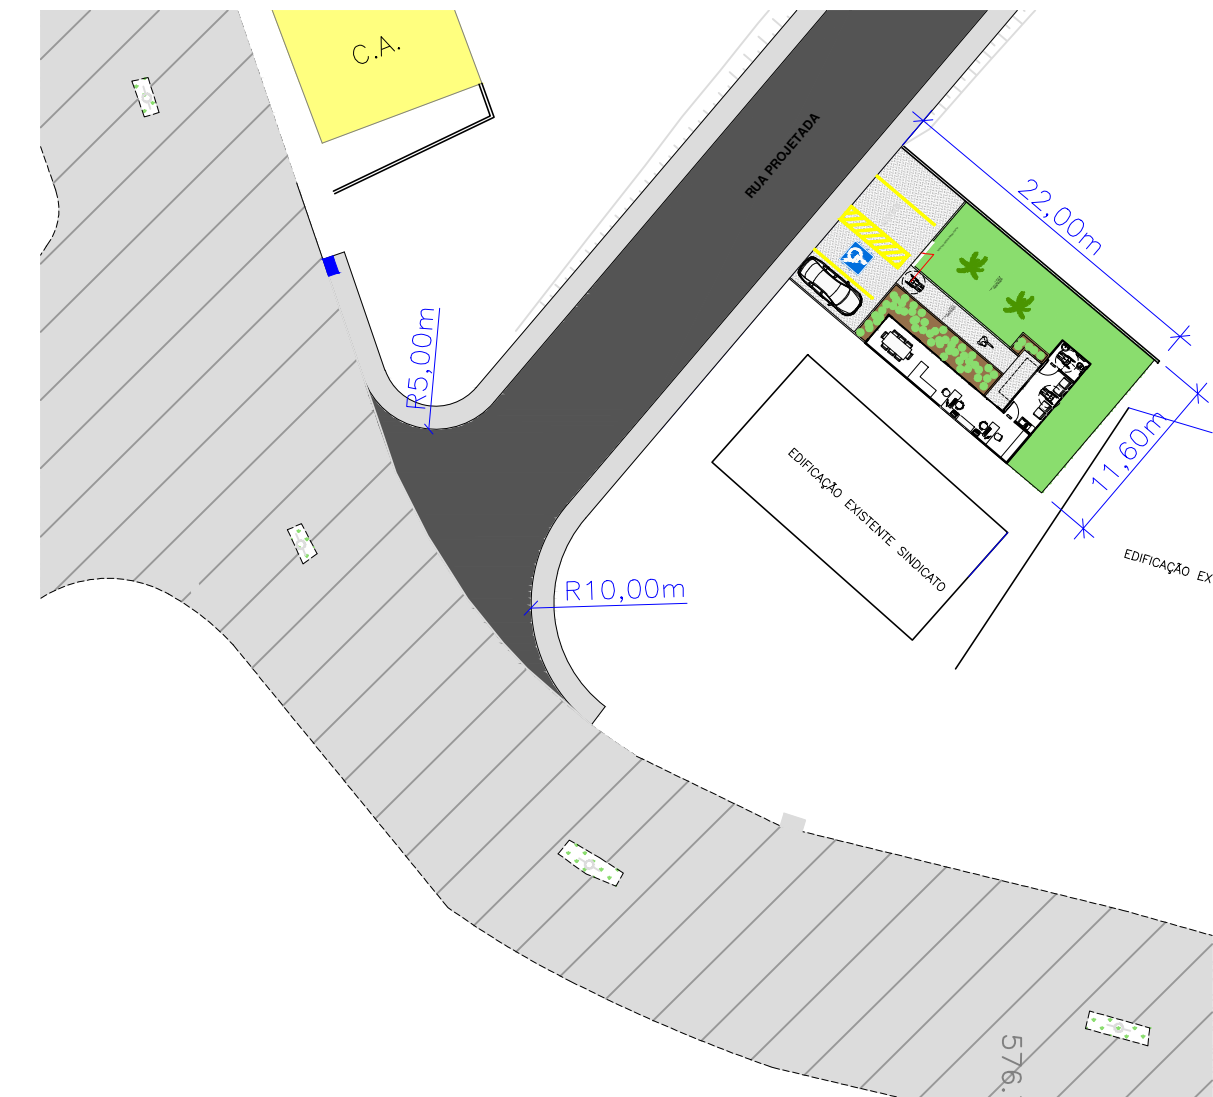 C.A.
RUA PROJETADA
22,00m
R5,00m
11,60m
EDIFICAÇÃO EXISTENTE SINDICATO
EDIFICAÇÃO EX
R10,00m
576.